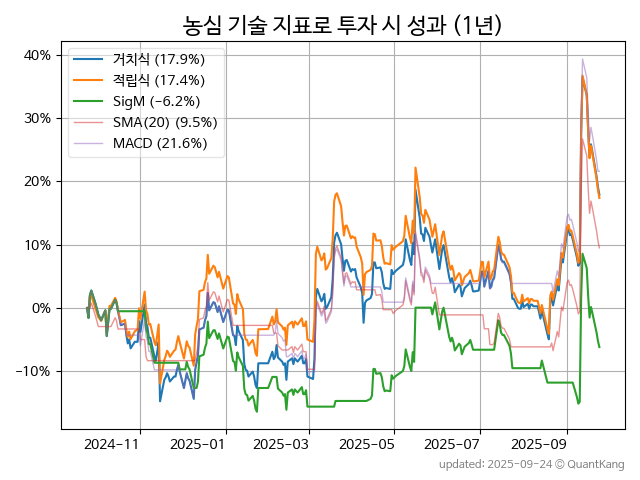 농심 기술 지표로 투자 시 성과 (1년)
거치식 (17.9%)
적립식 (17.4%)
SigM (−6.2%)
SMA(20) (9.5%)
MACD (21.6%)
40%
30%
20%
10%
0%
−10%
2024-11 2025-01 2025-03 2025-05 2025-07 2025-09
updated: 2025-09-24 © QuantKang